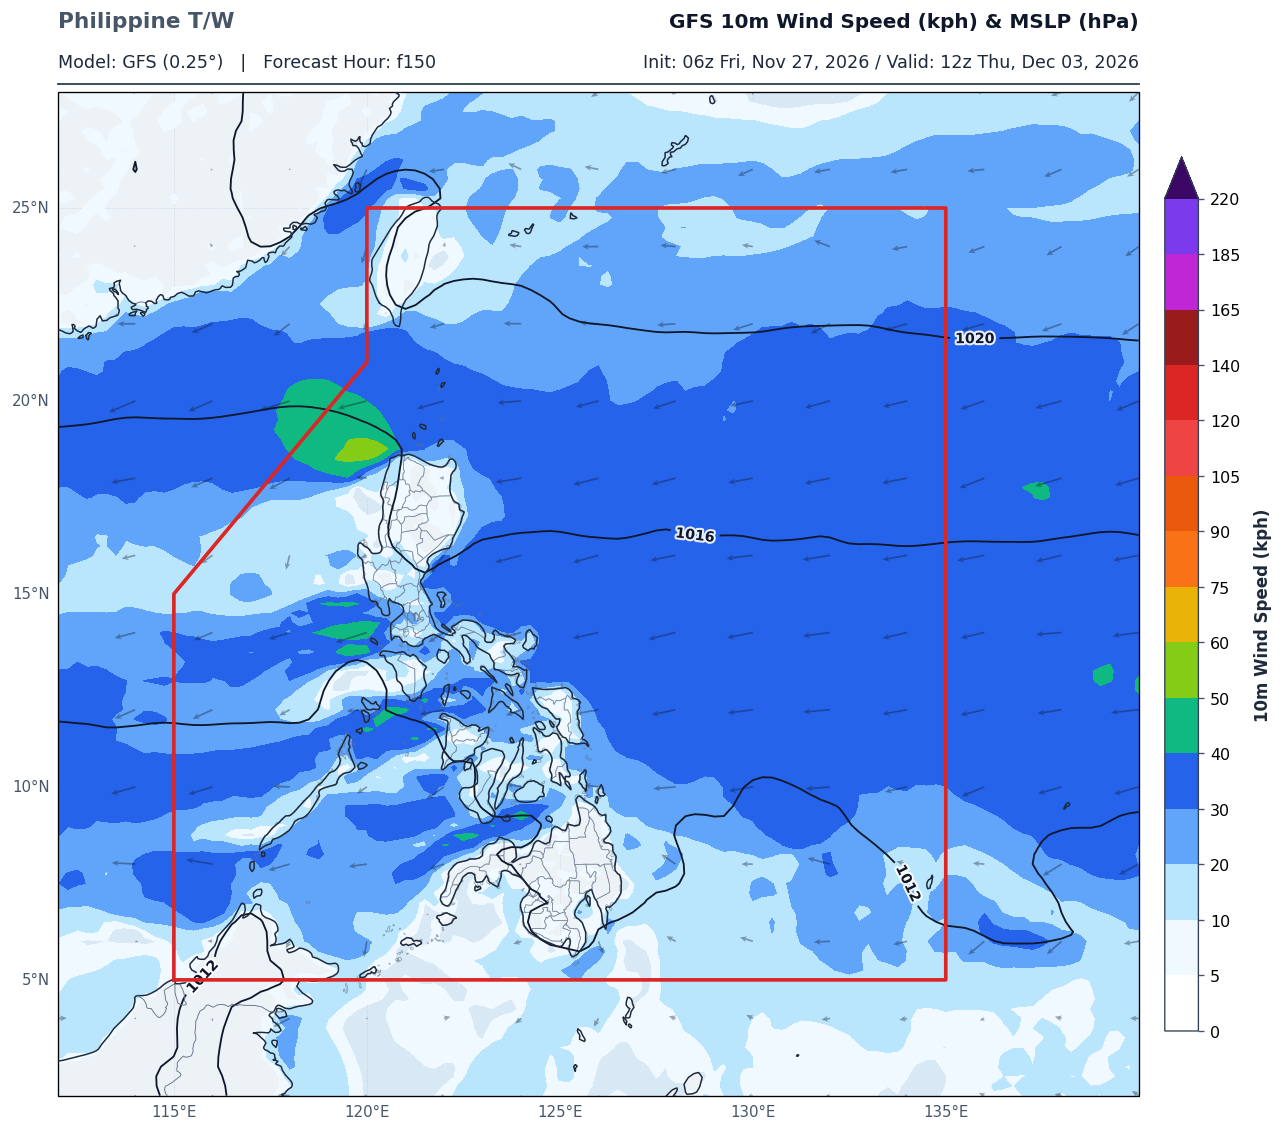 Philippine T/W
GFS 10m Wind Speed (kph) & MSLP (hPa)
Model: GFS (0.25°) | Forecast Hour: f150
Init: 06z Fri, Nov 27, 2026 / Valid: 12z Thu, Dec 03, 2026
25°N
20°N
15°N
10°N
5°N
115°E
120°E
125°E
130°E
135°E
1020
1016
1012
1012
220
185
165
140
120
105
90
75
60
50
40
30
20
10
5
0
10m Wind Speed (kph)